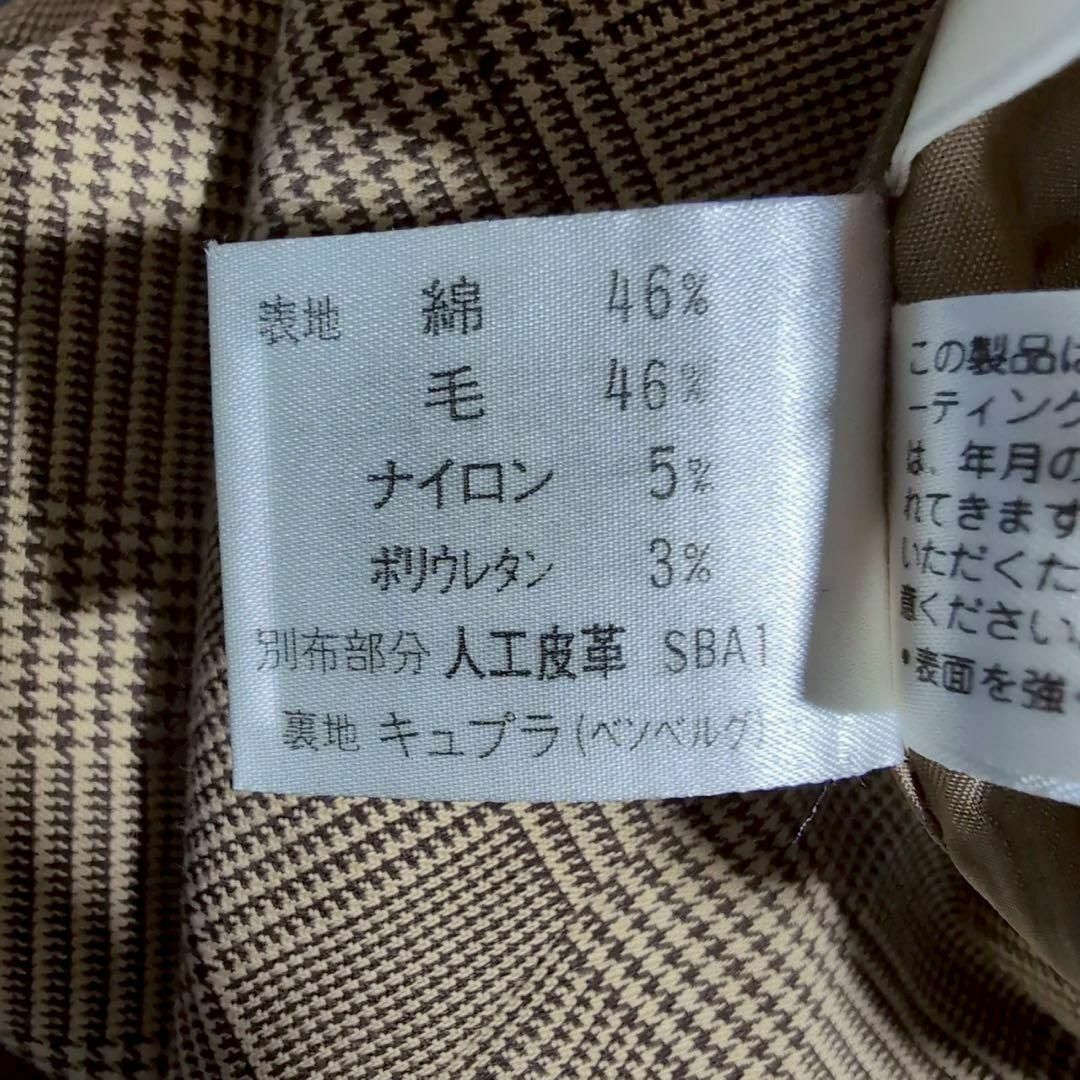 表地 綿 46%
毛 46%
ナイロン 5%
ポリウレタン 3%
別布部分 人工皮革 SBA1
裏地 キュプラ(ベンベルグ)
この製品は
ーティング
は、年月の
れてきます
いただくた
意ください。
・表面を強